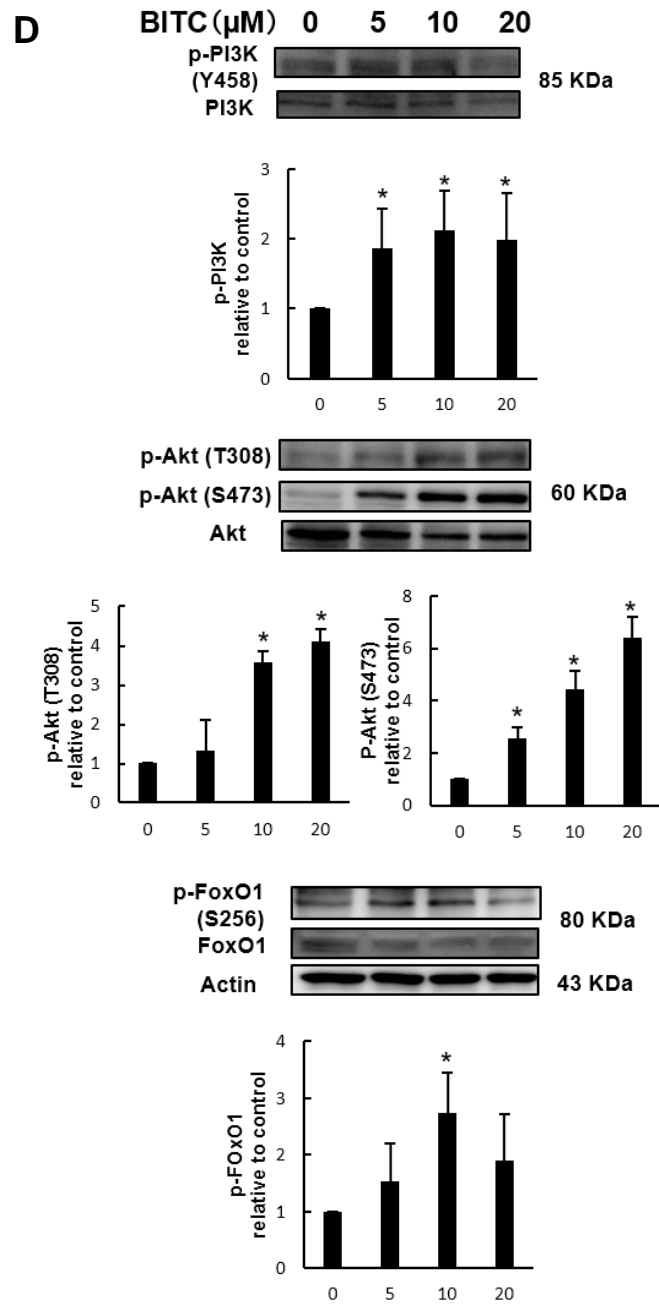 D
BITC(μM) 0 5 10 20
p-PI3K
(Y458)
85 KDa
PI3K
3
2
1
0
p-PI3K
relative to control
* * *
0 5 10 20
p-Akt (T308)
p-Akt (S473)
60 KDa
Akt
5
4
3
2
1
0
p-Akt (T308)
relative to control
* *
0 5 10 20
8
6
4
2
0
P-Akt (S473)
relative to control
* * *
0 5 10 20
p-FoxO1
(S256)
80 KDa
FoxO1
Actin
43 KDa
4
3
2
1
0
p-FOxO1
relative to control
*
0 5 10 20